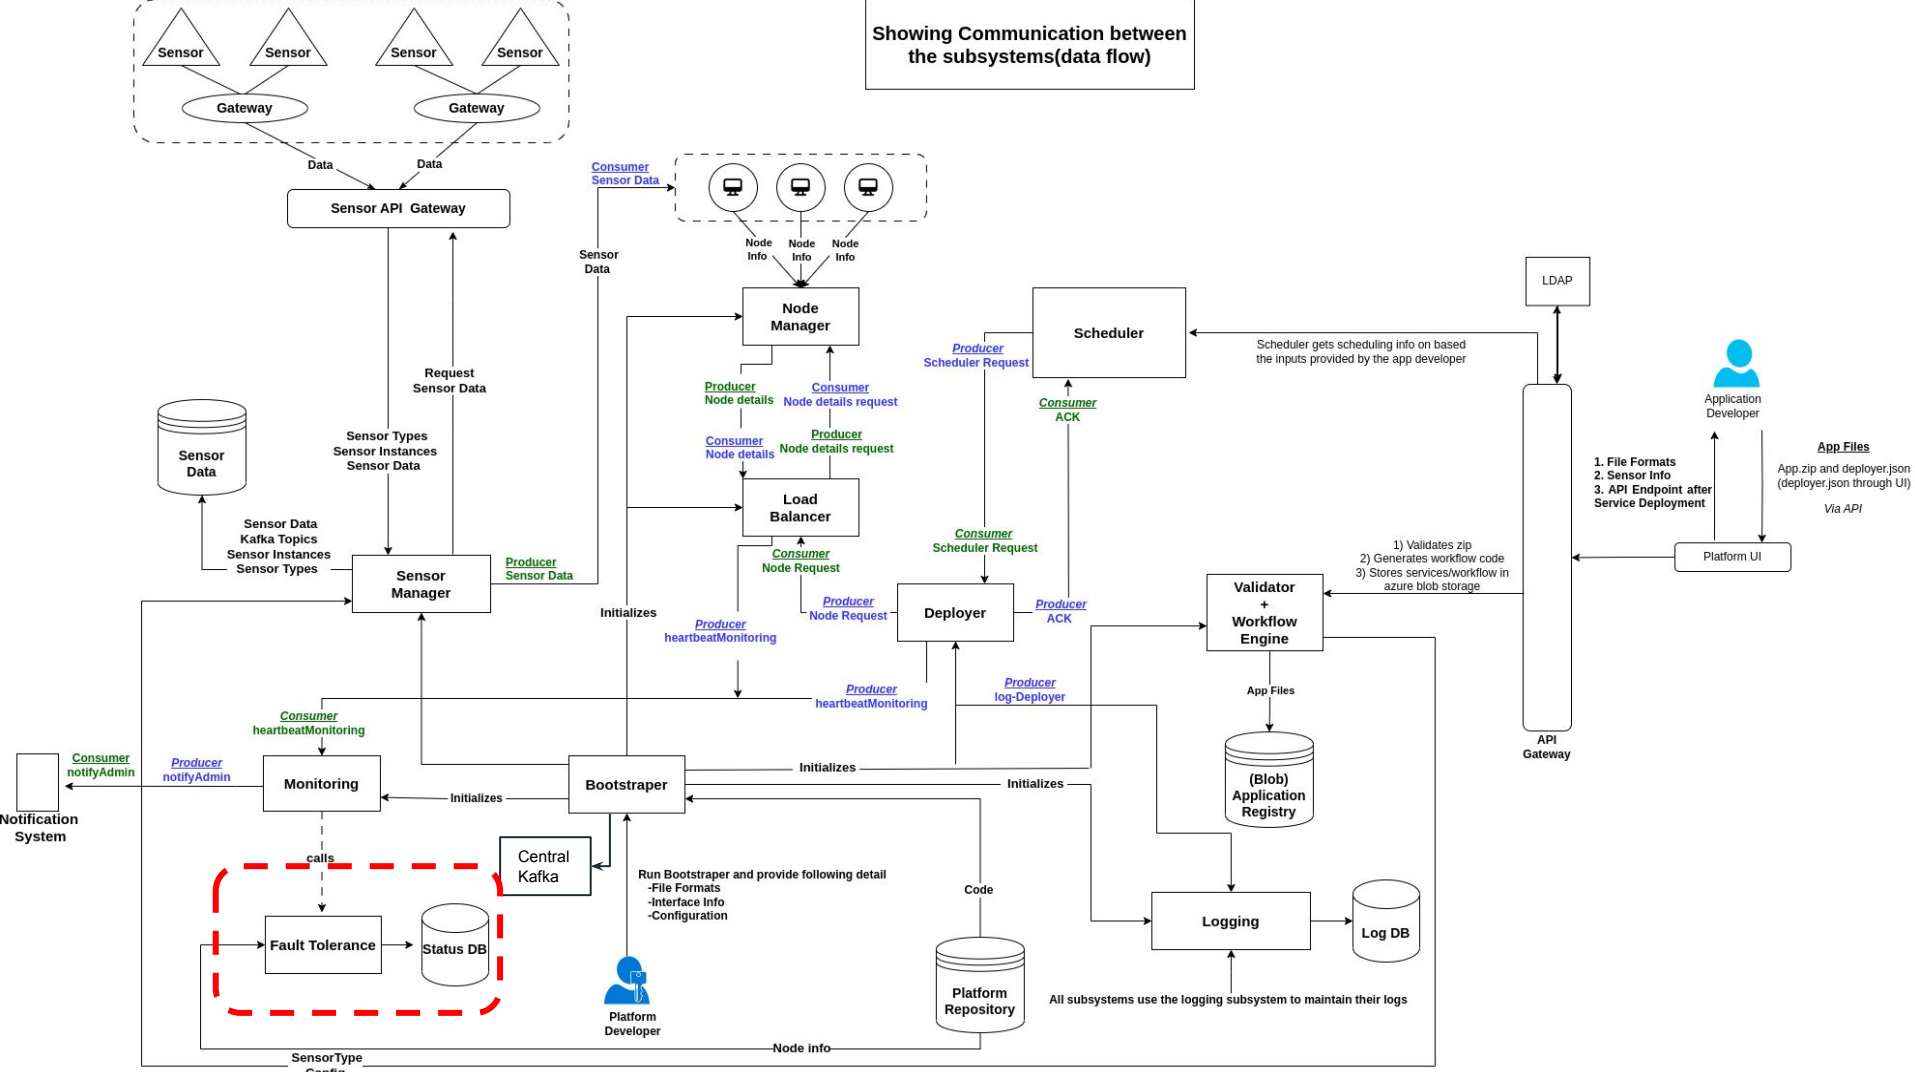 Showing Communication between
the subsystems(data flow)
Sensor
Sensor
Sensor
Sensor
Gateway
Gateway
Data
Data
Sensor API Gateway
Consumer
Sensor Data
Node
Info
Node
Info
Node
Info
Sensor
Data
Node
Manager
Scheduler
LDAP
Producer
Scheduler Request
Scheduler gets scheduling info on based
the inputs provided by the app developer
Request
Sensor Data
Producer
Node details
Consumer
Node details request
Consumer
ACK
Application
Developer
Sensor Types
Sensor Instances
Sensor Data
Consumer
Node details
Producer
Node details request
App Files
App.zip and deployer.json
(deployer.json through UI)
Via API
1. File Formats
2. Sensor Info
3. API Endpoint after
Service Deployment
Sensor
Data
Load
Balancer
Sensor Data
Kafka Topics
Sensor Instances
Sensor Types
Consumer
Scheduler Request
1) Validates zip
2) Generates workflow code
3) Stores services/workflow in
azure blob storage
Platform UI
Sensor
Manager
Producer
Sensor Data
Consumer
Node Request
Validator
+
Workflow
Engine
Initializes
Producer
Node Request
Deployer
Producer
ACK
Producer
heartbeatMonitoring
Producer
heartbeatMonitoring
Producer
log-Deployer
App Files
Consumer
heartbeatMonitoring
API
Gateway
Consumer
notifyAdmin
Producer
notifyAdmin
Monitoring
Bootstraper
Initializes
Initializes
Initializes
(Blob)
Application
Registry
Notification
System
calls
Central
Kafka
Run Bootstraper and provide following detail
-File Formats
-Interface Info
-Configuration
Code
Fault Tolerance
Status DB
Logging
Log DB
Platform
Developer
Platform
Repository
All subsystems use the logging subsystem to maintain their logs
Node info
SensorType
Config